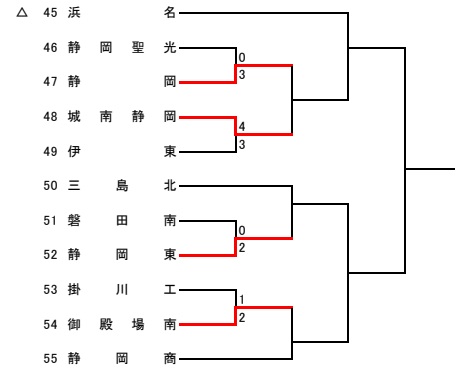 △ 45 浜名
46 静岡聖光
0
47 静岡
3
48 城南静岡
4
49 伊東
3
50 三島北
51 磐田南
0
52 静岡東
2
53 掛川工
1
54 御殿場南
2
55 静岡商